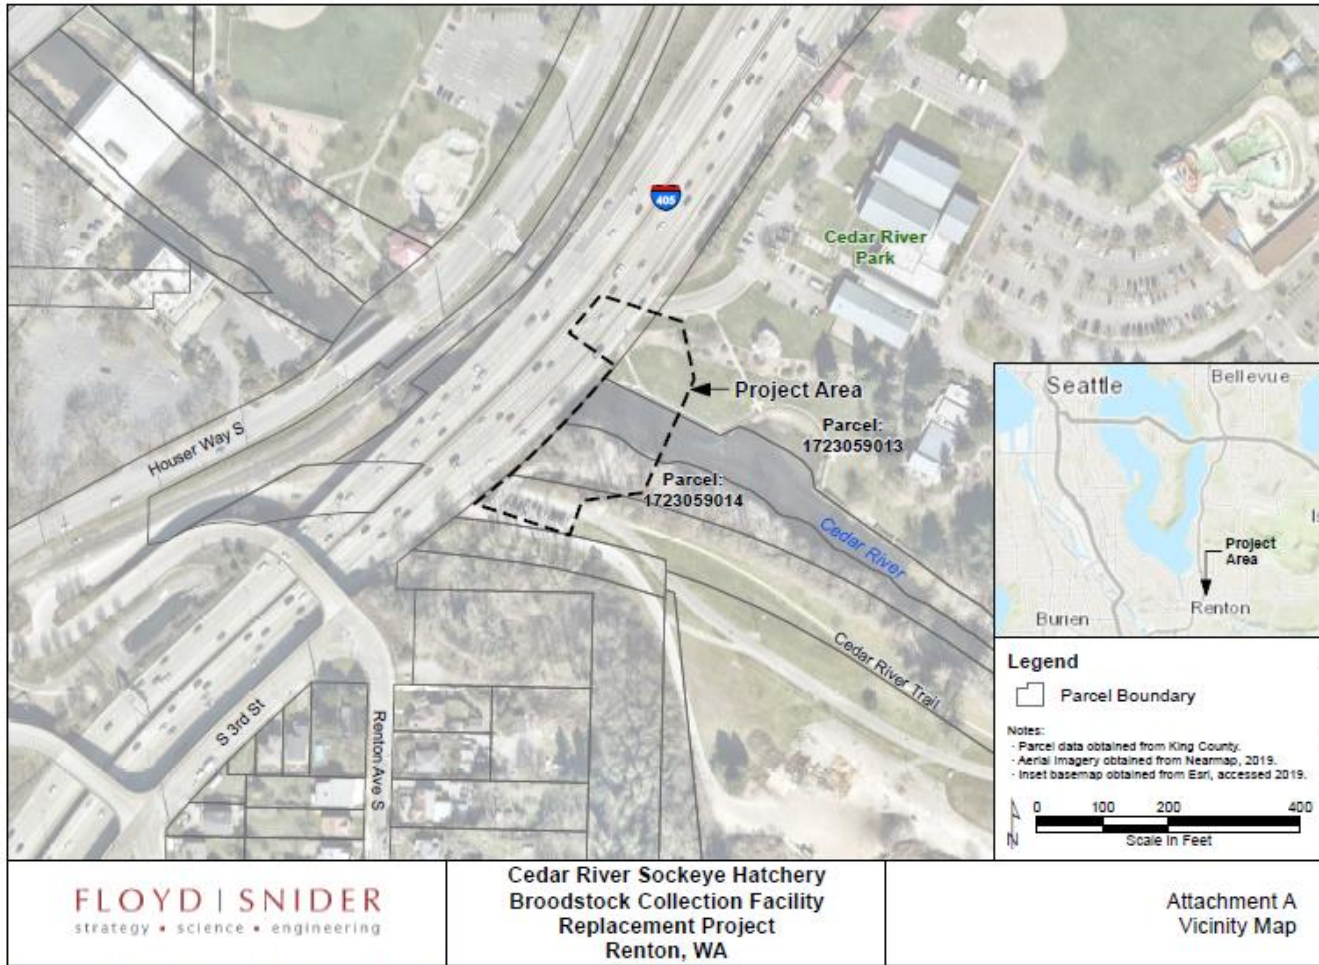 405
Cedar River
Park
Project Area
Parcel:
1723059013
Parcel:
1723059014
Houser Way S
Cedar River
Cedar River Trail
S 3rd St
Renton Ave S
Seattle
Bellevue
Is
Project
Area
Renton
Burien
Legend
Parcel Boundary
Notes:
- Parcel data obtained from King County.
- Aerial imagery obtained from Nearmap, 2019.
- Inset basemap obtained from Esri, accessed 2019.
N
0 100 200 400
Scale in Feet
FLOYD | SNIDER
strategy ▪ science ▪ engineering
Cedar River Sockeye Hatchery
Broodstock Collection Facility
Replacement Project
Renton, WA
Attachment A
Vicinity Map